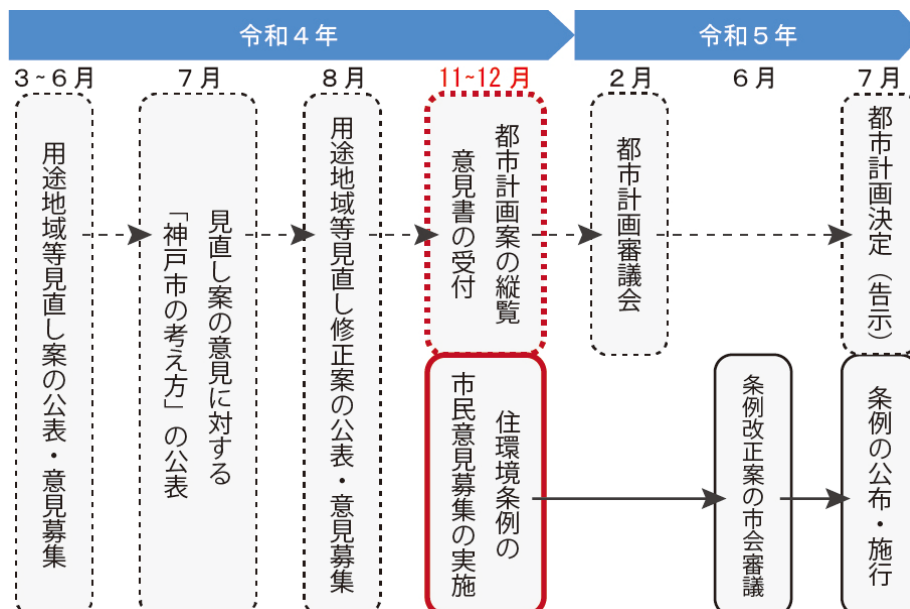 令和４年
令和５年
３~６月
７月
８月
11~12月
２月
６月
７月
用途地域等見直し案の公表・意見募集
見直し案の意見に対する
「神戸市の考え方」の公表
用途地域等見直し修正案の公表・意見募集
都市計画案の縦覧
意見書の受付
都市計画審議会
都市計画決定（告示）
住環境条例の
市民意見募集の実施
条例改正案の市会審議
条例の公布・施行